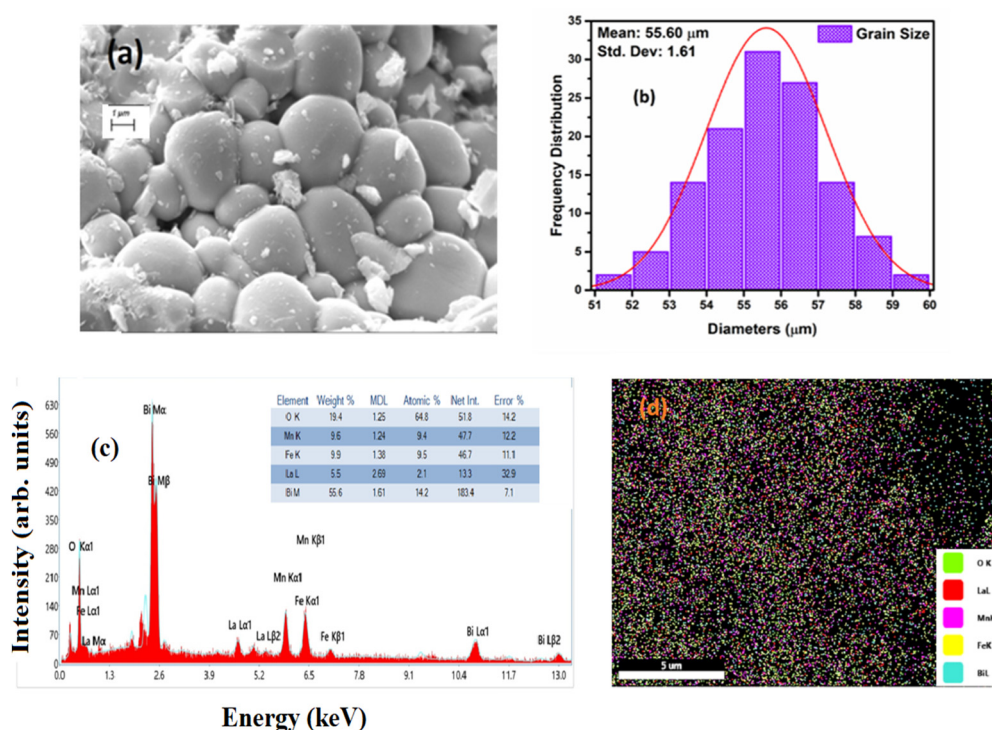 (a)
1 µm
Mean: 55.60 µm
Std. Dev: 1.61
Grain Size
(b)
Frequency Distribution
35
30
25
20
15
10
5
0
51 52 53 54 55 56 57 58 59 60
Diameters (µm)
(c)
Intensity (arb. units)
630
560
490
420
350
280
210
140
70
0
Bi Mα
Bi Mβ
O Kα1
Mn Lα1
Fe Lα1
La Mα
La Lα1
La Lβ2
Mn Kβ1
Mn Kα1
Fe Kα1
Fe Kβ1
Bi Lα1
Bi Lβ2
Element Weight % MDL Atomic % Net Int. Error %
O K 19.4 1.25 64.8 51.8 14.2
Mn K 9.6 1.24 9.4 47.7 12.2
Fe K 9.9 1.38 9.5 46.7 11.1
La L 5.5 2.69 2.1 13.3 32.9
Bi M 55.6 1.61 14.2 183.4 7.1
0.0 1.3 2.6 3.9 5.2 6.5 7.8 9.1 10.4 11.7 13.0
Energy (keV)
(d)
5 um
O K
LaL
MnK
FeK
BiL